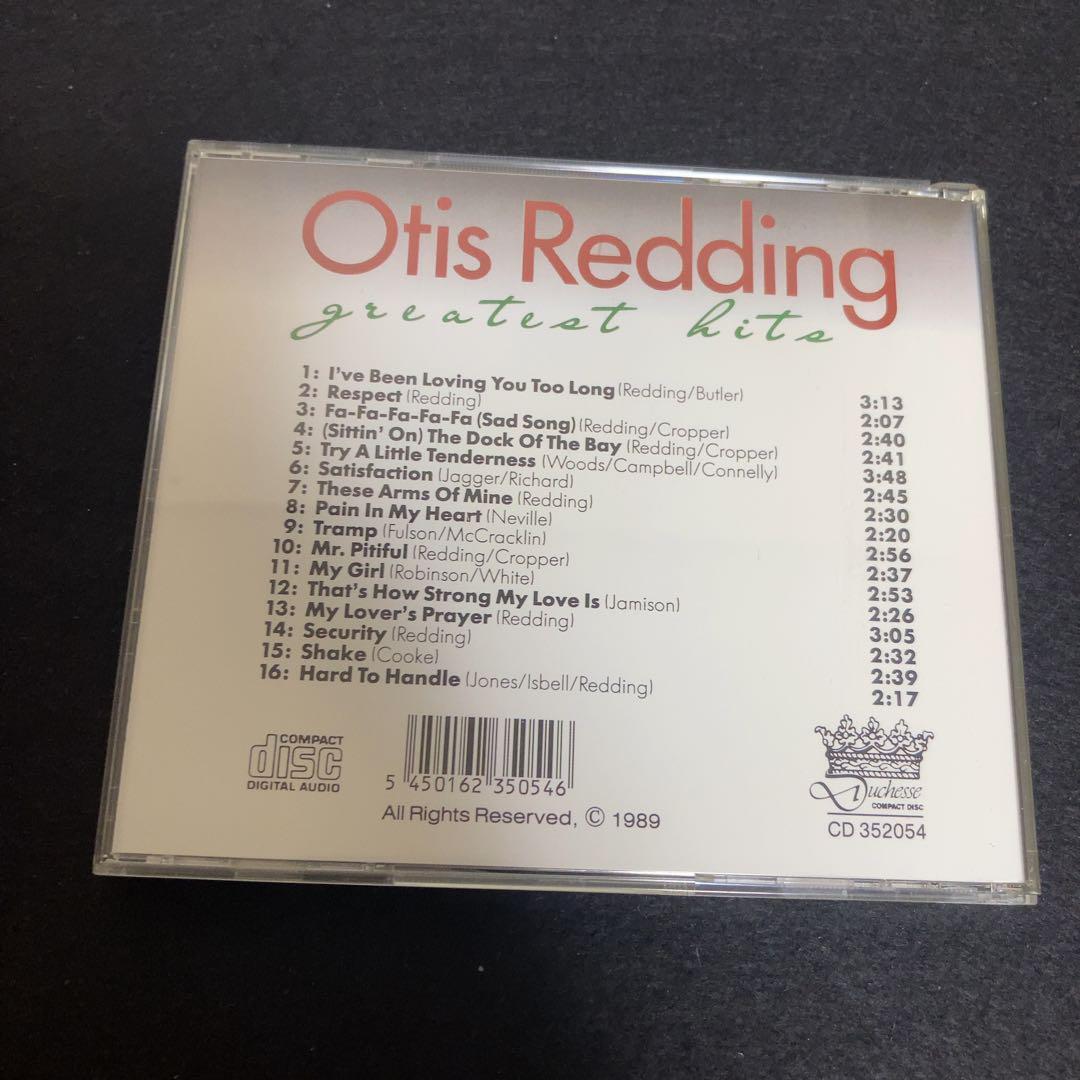 Otis Redding
greatest hits
1: I've Been Loving You Too Long (Redding/Butler) 3:13
2: Respect (Redding) 2:07
3: Fa-Fa-Fa-Fa-Fa (Sad Song) (Redding/Cropper) 2:40
4: (Sittin' On) The Dock Of The Bay (Redding/Cropper) 2:41
5: Try A Little Tenderness (Woods/Campbell/Connelly) 3:48
6: Satisfaction (Jagger/Richard) 2:45
7: These Arms Of Mine (Redding) 2:30
8: Pain In My Heart (Neville) 2:20
9: Tramp (Fulson/McCracklin) 2:56
10: Mr. Pitiful (Redding/Cropper) 2:37
11: My Girl (Robinson/White) 2:53
12: That's How Strong My Love Is (Jamison) 2:26
13: My Lover's Prayer (Redding) 3:05
14: Security (Redding) 2:32
15: Shake (Cooke) 2:39
16: Hard To Handle (Jones/Isbell/Redding) 2:17
COMPACT
disc
DIGITAL AUDIO
5 450162 350546
All Rights Reserved, © 1989
Duchesse
COMPACT DISC
CD 352054